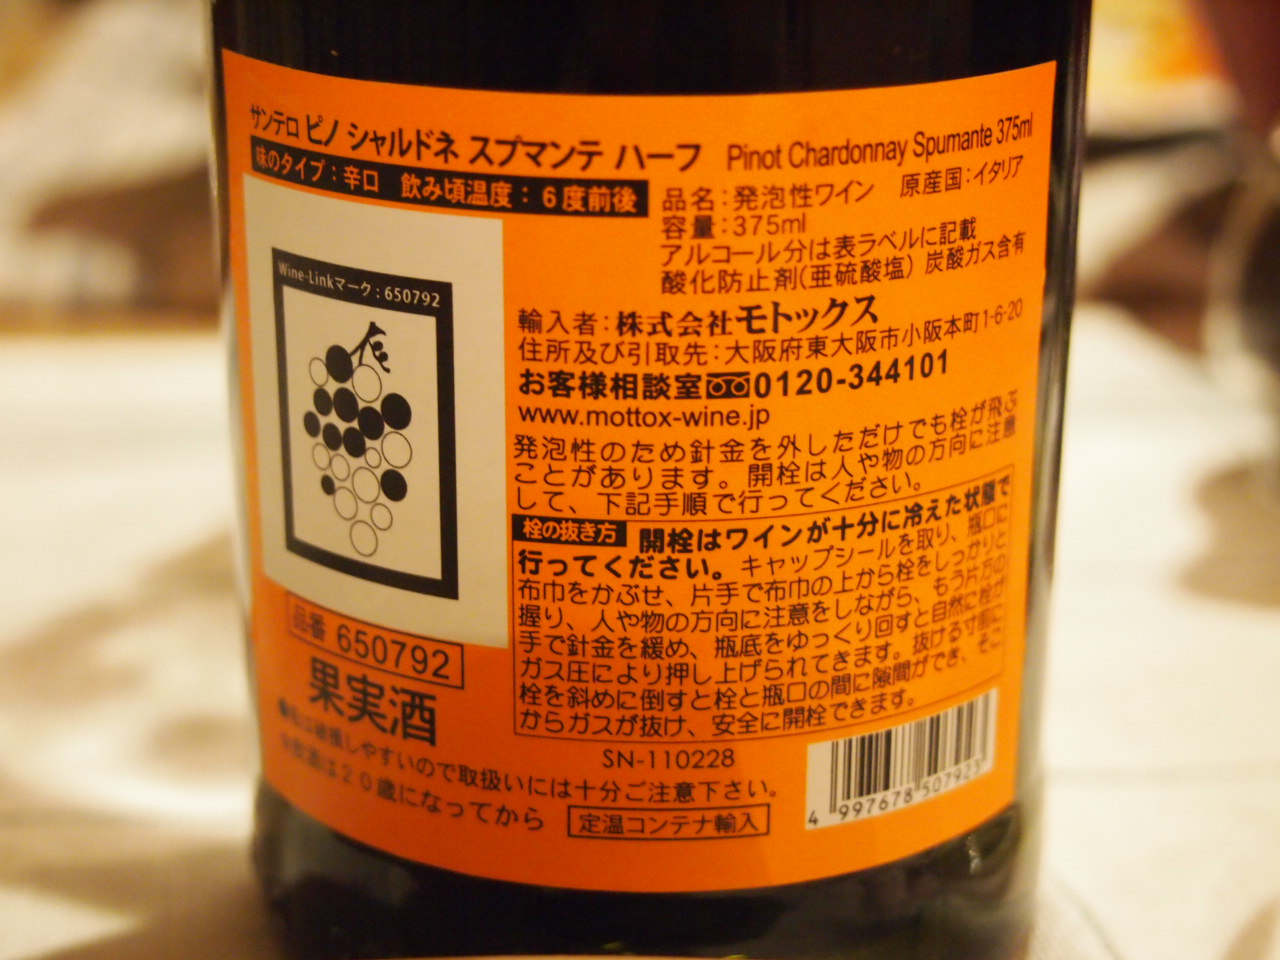 サンテロ ピノ シャルドネ スプマンテ ハーフ Pinot Chardonnay Spumante 375ml
味のタイプ：辛口 飲み頃温度：6度前後
品名：発泡性ワイン 原産国：イタリア
容量：375ml
アルコール分は表ラベルに記載
酸化防止剤(亜硫酸塩) 炭酸ガス含有
Wine-Linkマーク：650792
輸入者：株式会社モトックス
住所及び引取先：大阪府東大阪市小阪本町1-6-20
お客様相談室 0120-344101
www.mottox-wine.jp
発泡性のため針金を外しただけでも栓が飛ぶ
ことがあります。開栓は人や物の方向に注意
して、下記手順で行ってください。
栓の抜き方 開栓はワインが十分に冷えた状態で
行ってください。キャップシールを取り、瓶口に
布巾をかぶせ、片手で布巾の上から栓をしっかりと
握り、人や物の方向に注意をしながら、もう片方の
手で針金を緩め、瓶底をゆっくり回すと自然に栓が
ガス圧により押し上げられてきます。抜ける寸前に
栓を斜めに倒すと栓と瓶口の間に隙間ができ、そこ
からガスが抜け、安全に開栓できます。
品番 650792
果実酒
は破損しやすいので取扱いには十分ご注意下さい。
飲酒は20歳になってから
SN-110228
定温コンテナ輸入
4 997678 507923